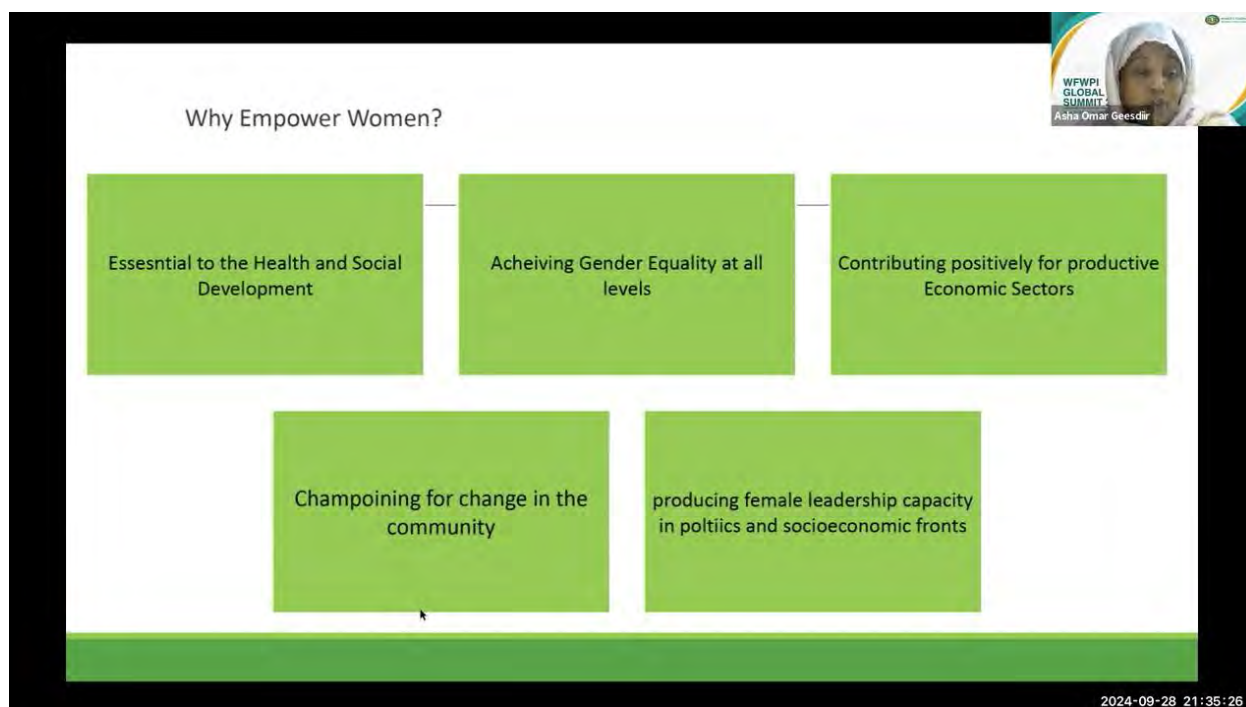 Why Empower Women?
WFWPI
GLOBAL
SUMMIT
Asha Omar Geesdiir
Essesntial to the Health and Social
Development
Acheiving Gender Equality at all
levels
Contributing positively for productive
Economic Sectors
Champoining for change in the
community
producing female leadership capacity
in poltiics and socioeconomic fronts
2024-09-28 21:35:26